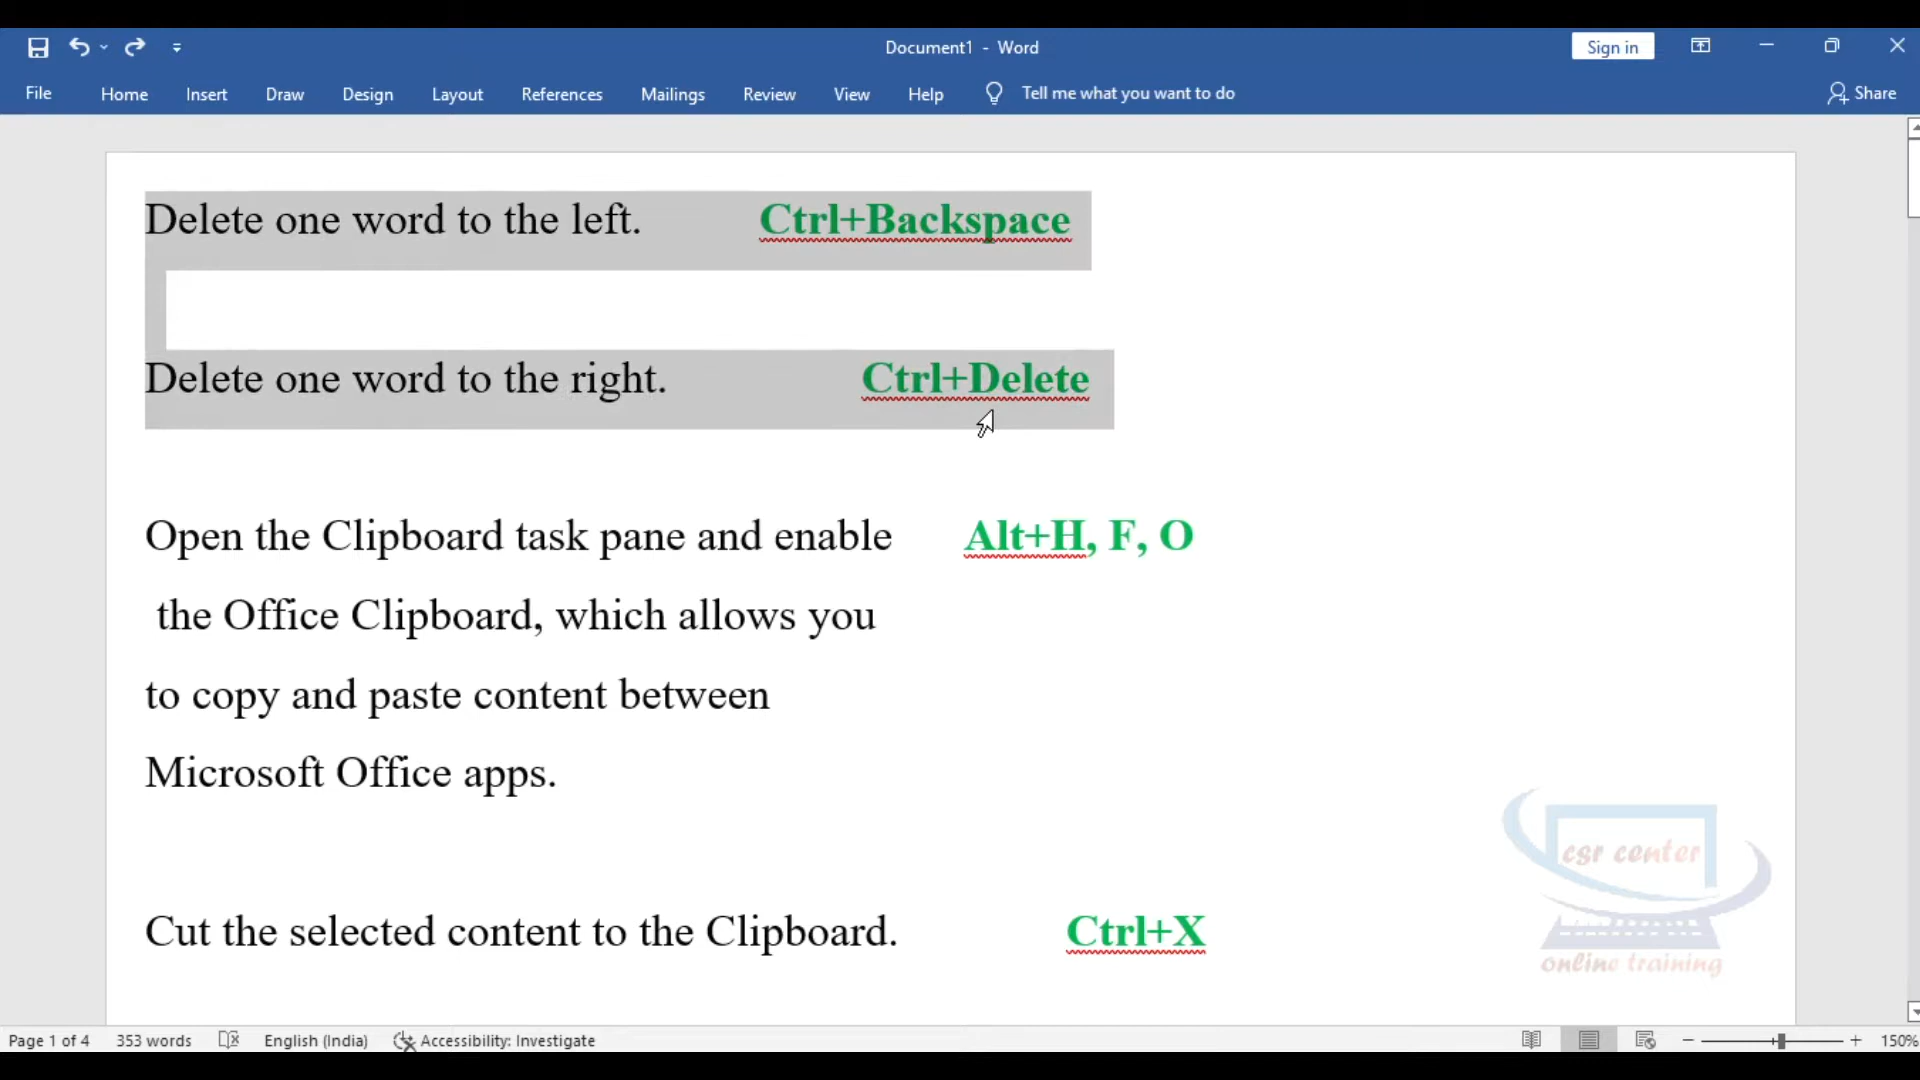 Document1 - Word
Sign in
File Home Insert Draw Design Layout References Mailings Review View Help Tell me what you want to do Share
Delete one word to the left. Ctrl+Backspace
Delete one word to the right. Ctrl+Delete
Open the Clipboard task pane and enable Alt+H, F, O
the Office Clipboard, which allows you
to copy and paste content between
Microsoft Office apps.
csr center
online training
Cut the selected content to the Clipboard. Ctrl+X
Page 1 of 4 353 words English (India) Accessibility: Investigate 150%